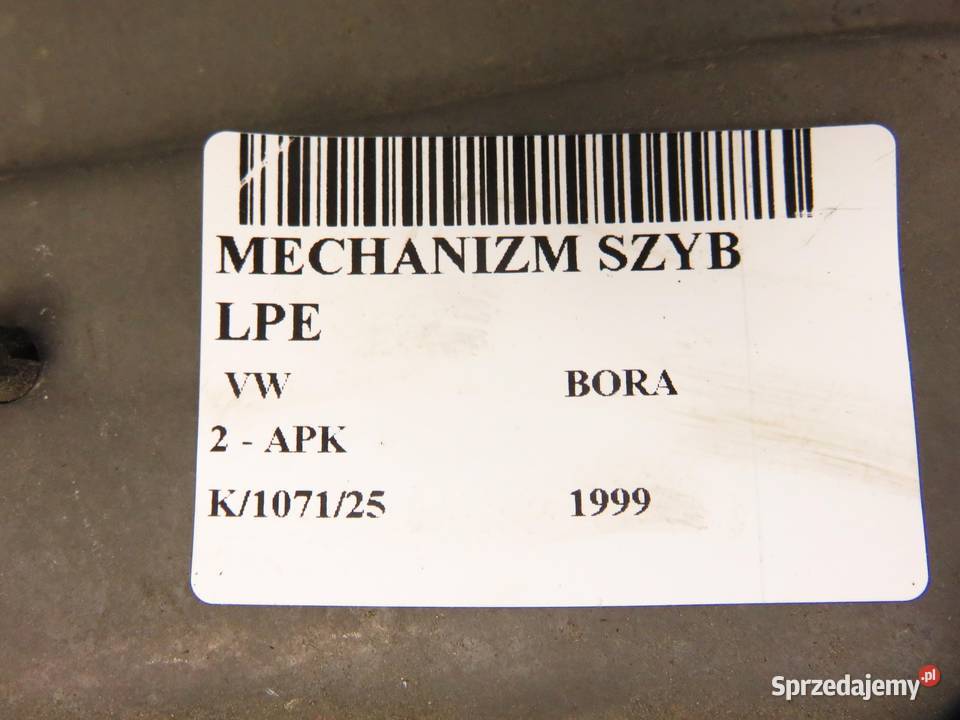 MECHANIZM SZYB
LPE
VW BORA
2 - APK
K/1071/25 1999
Sprzedajemy.pl